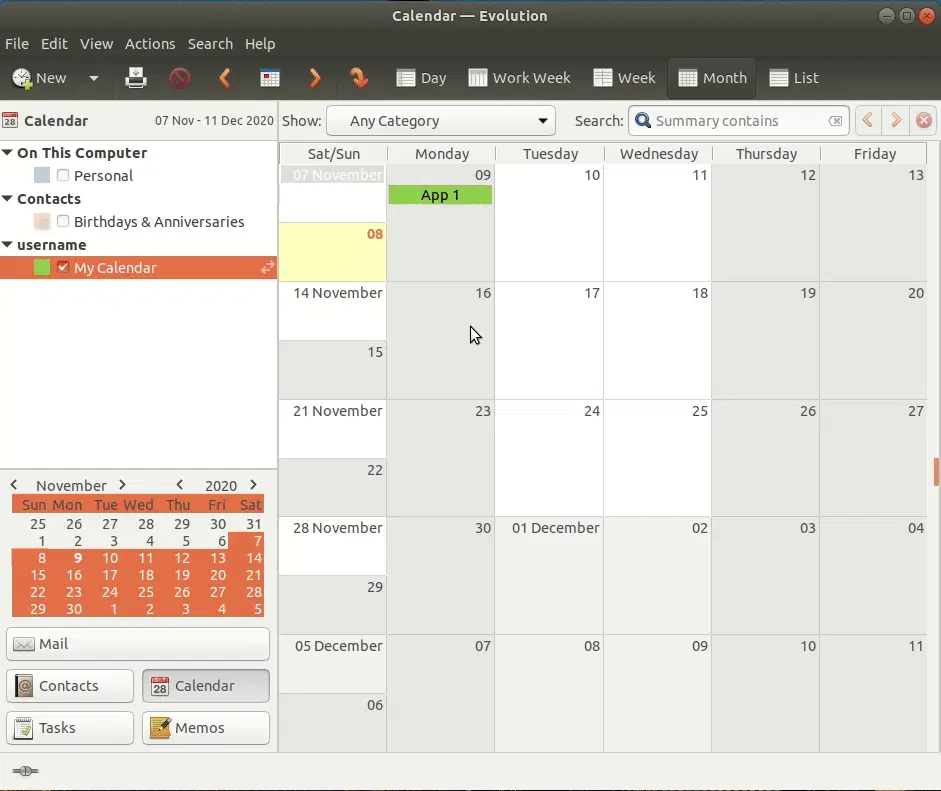 Calendar — Evolution
File Edit View Actions Search Help
New Day Work Week Week Month List
28 Calendar 07 Nov - 11 Dec 2020 Show: Any Category Search: Summary contains
On This Computer
Personal
Contacts
Birthdays & Anniversaries
username
My Calendar
Sat/Sun Monday Tuesday Wednesday Thursday Friday
07 November 09 10 11 12 13
App 1
08
14 November 16 17 18 19 20
15
21 November 23 24 25 26 27
22
28 November 30 01 December 02 03 04
29
05 December 07 08 09 10 11
06
November 2020
Sun Mon Tue Wed Thu Fri Sat
25 26 27 28 29 30 31
1 2 3 4 5 6 7
8 9 10 11 12 13 14
15 16 17 18 19 20 21
22 23 24 25 26 27 28
29 30 1 2 3 4 5
Mail
Contacts 28 Calendar
Tasks Memos